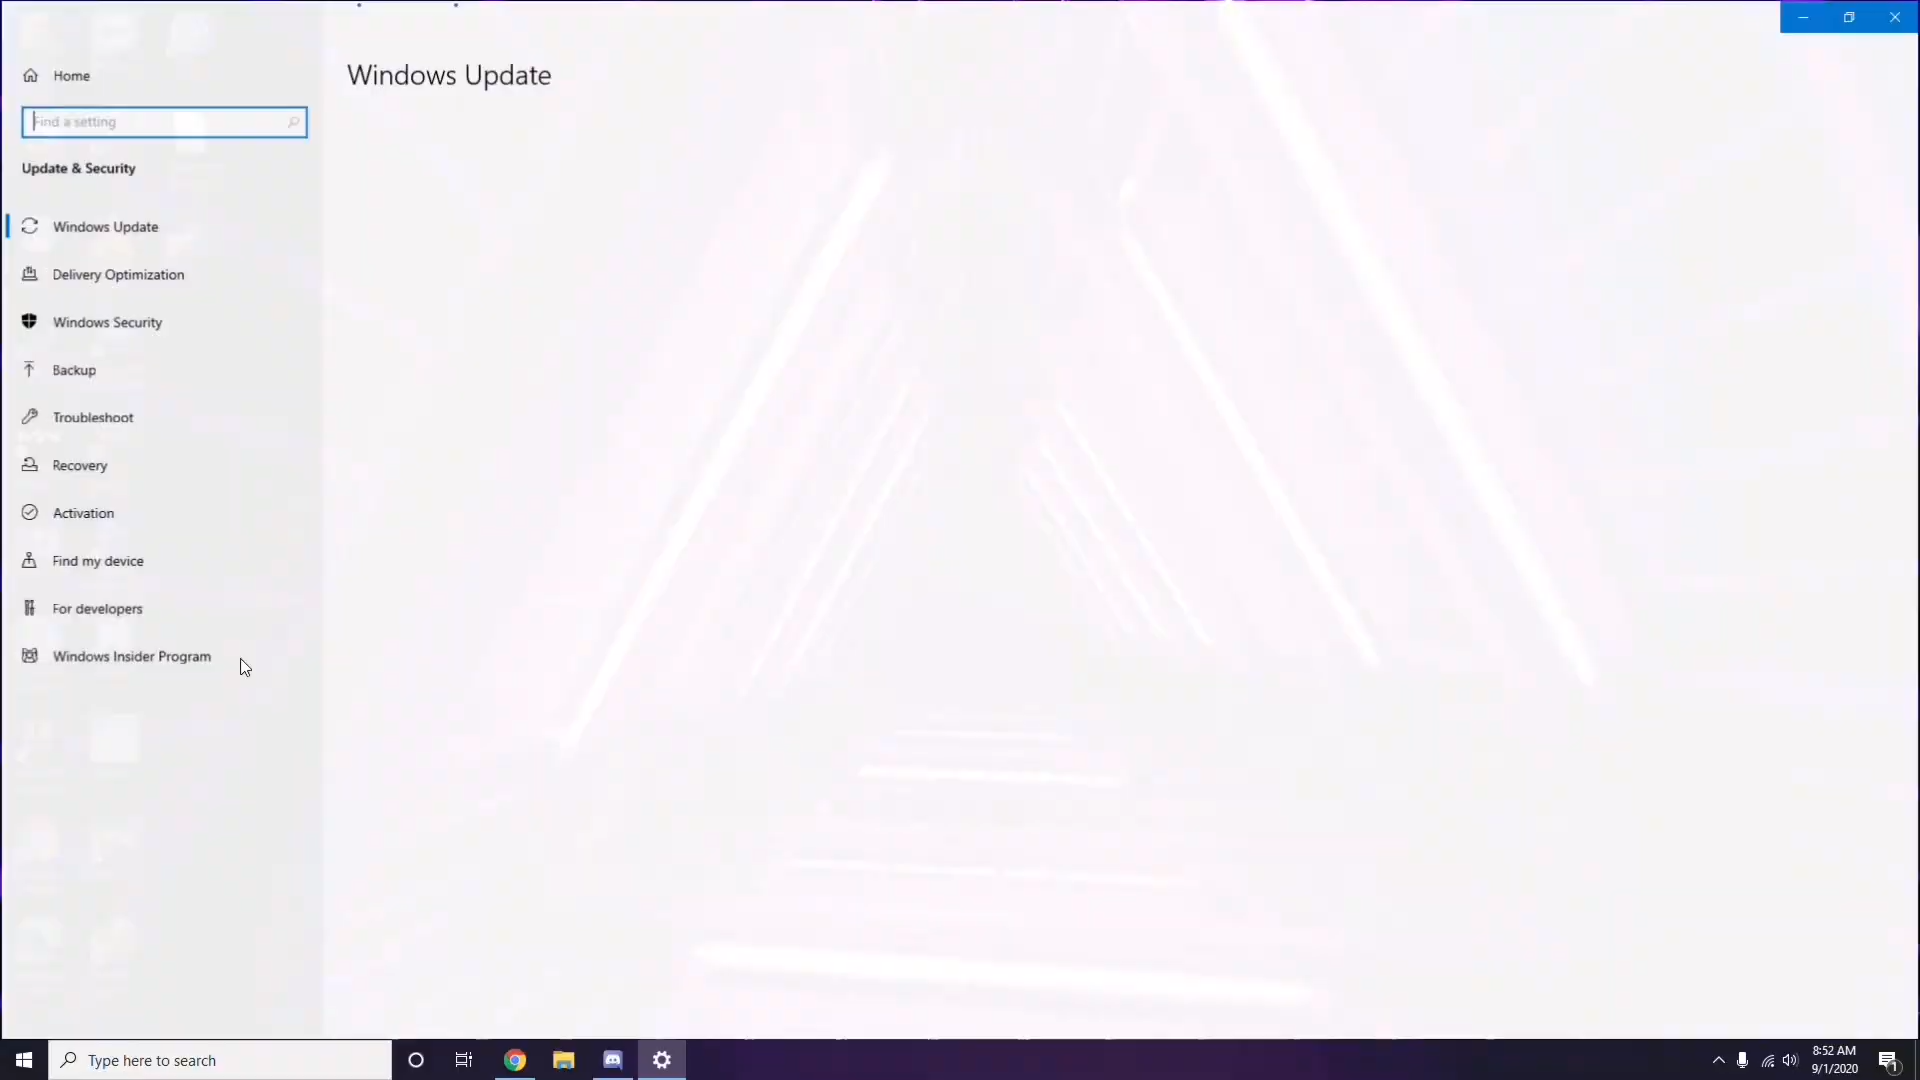 Home
Windows Update
Find a setting
Update & Security
Windows Update
Delivery Optimization
Windows Security
Backup
Troubleshoot
Recovery
Activation
Find my device
For developers
Windows Insider Program
Type here to search
8:52 AM
9/1/2020
1